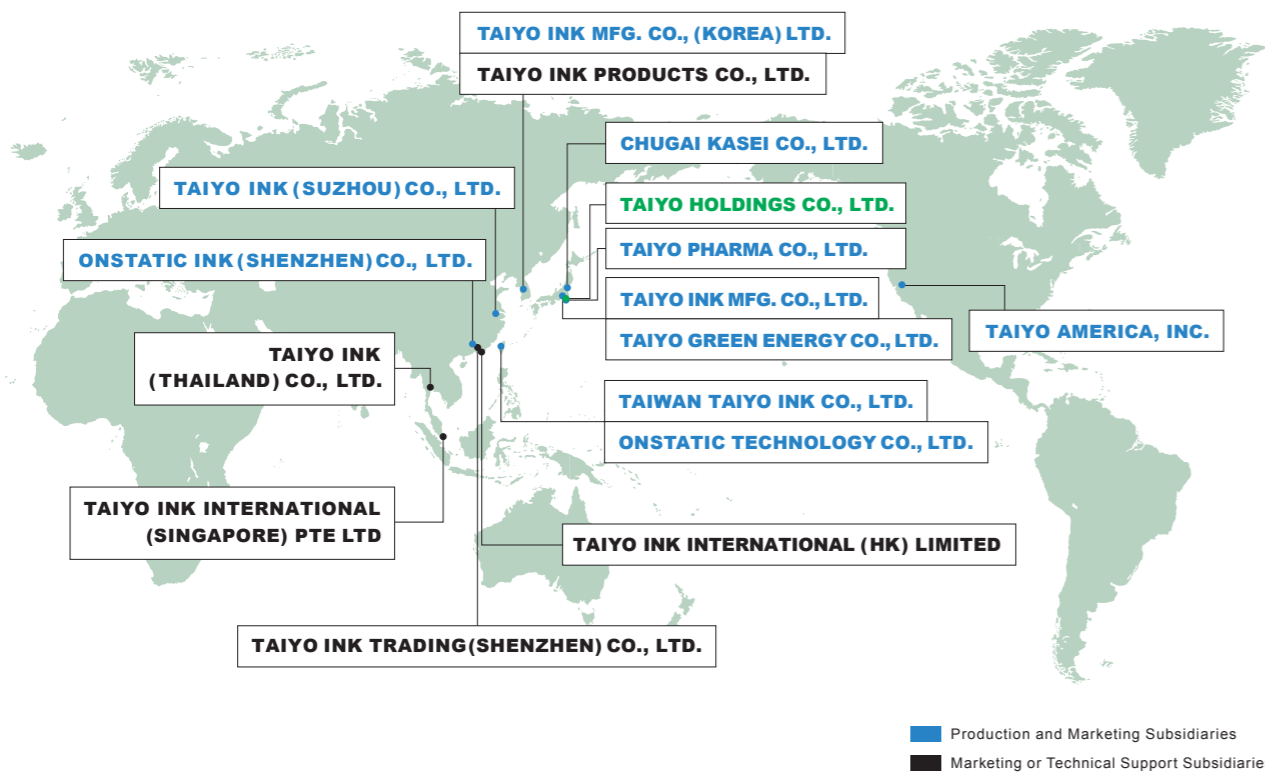 TAIYO INK MFG. CO., (KOREA) LTD.
TAIYO INK PRODUCTS CO., LTD.
CHUGAI KASEI CO., LTD.
TAIYO INK (SUZHOU) CO., LTD.
TAIYO HOLDINGS CO., LTD.
TAIYO PHARMA CO., LTD.
ONSTATIC INK (SHENZHEN) CO., LTD.
TAIYO INK MFG. CO., LTD.
TAIYO GREEN ENERGY CO., LTD.
TAIYO AMERICA, INC.
TAIYO INK
(THAILAND) CO., LTD.
TAIWAN TAIYO INK CO., LTD.
ONSTATIC TECHNOLOGY CO., LTD.
TAIYO INK INTERNATIONAL
(SINGAPORE) PTE LTD
TAIYO INK INTERNATIONAL (HK) LIMITED
TAIYO INK TRADING (SHENZHEN) CO., LTD.
Production and Marketing Subsidiaries
Marketing or Technical Support Subsidiarie